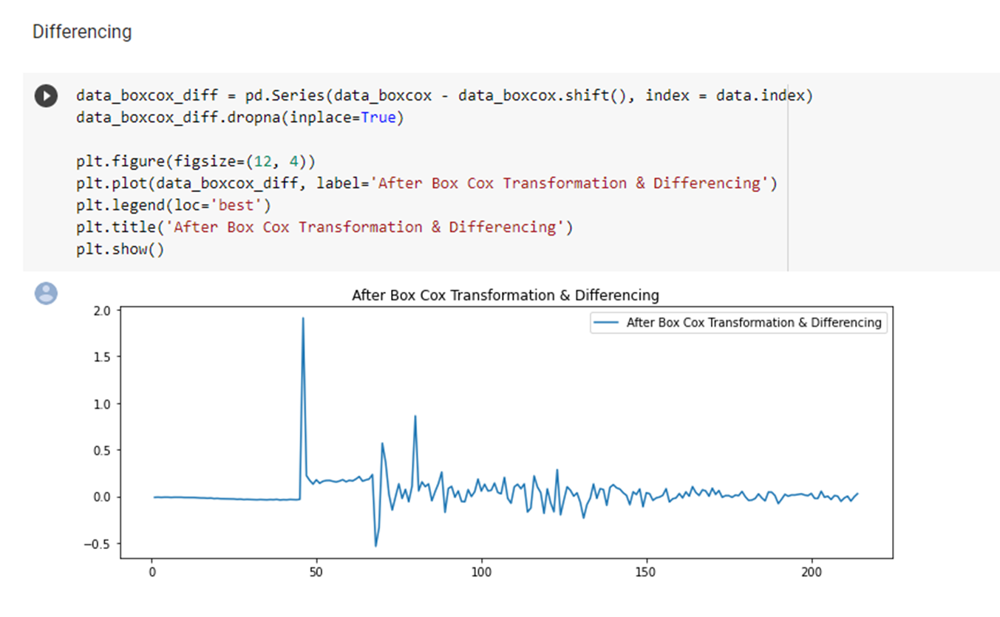 Differencing
data_boxcox_diff = pd.Series(data_boxcox - data_boxcox.shift(), index = data.index)
data_boxcox_diff.dropna(inplace=True)
plt.figure(figsize=(12, 4))
plt.plot(data_boxcox_diff, label='After Box Cox Transformation & Differencing')
plt.legend(loc='best')
plt.title('After Box Cox Transformation & Differencing')
plt.show()
After Box Cox Transformation & Differencing
After Box Cox Transformation & Differencing
2.0
1.5
1.0
0.5
0.0
−0.5
0 50 100 150 200